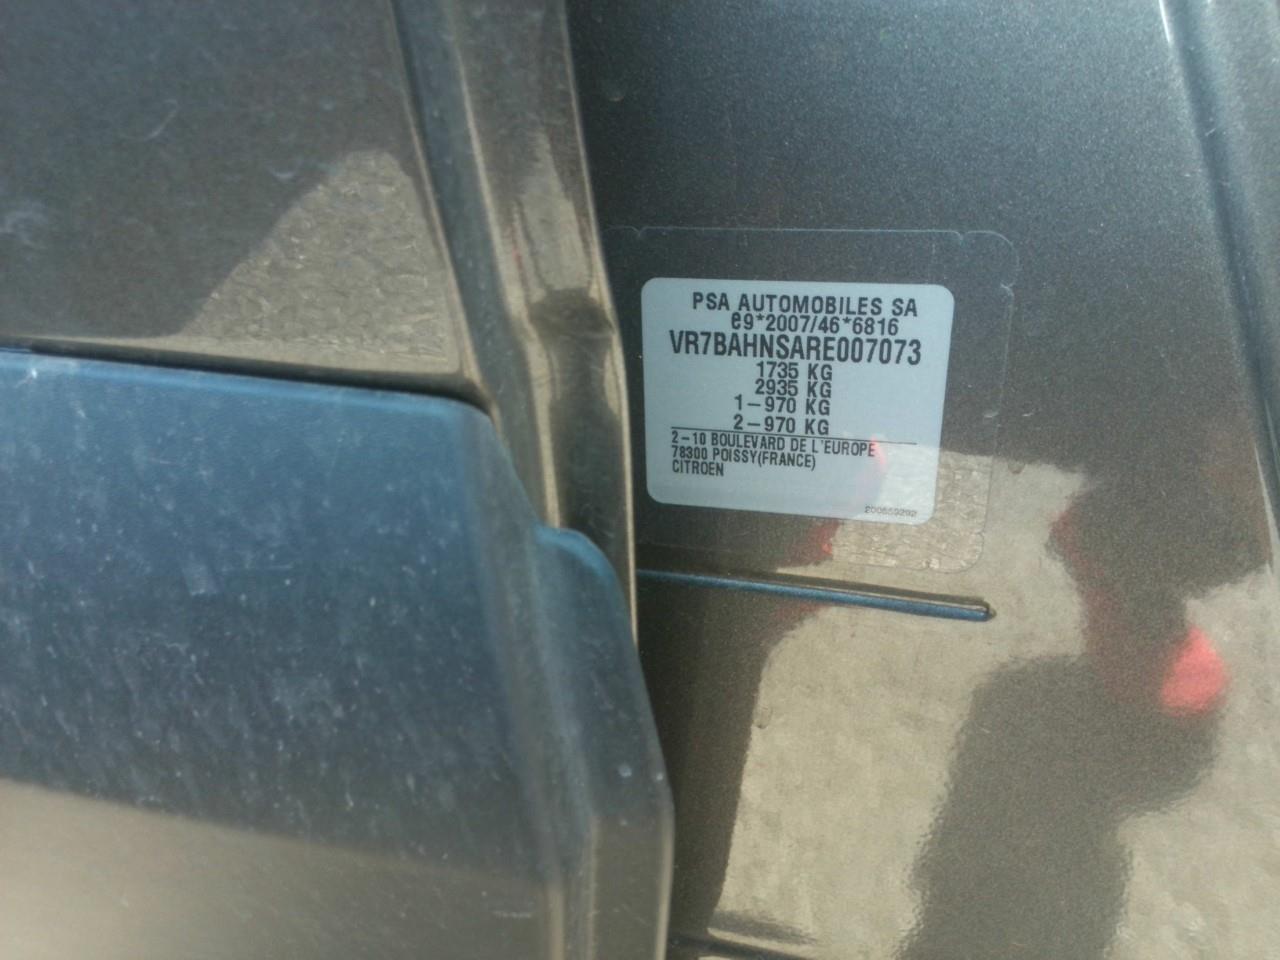 PSA AUTOMOBILES SA
e9*2007/46*6816
VR7BAHNSARE007073
1735 KG
2935 KG
1-970 KG
2-970 KG
2-10 BOULEVARD DE L'EUROPE
78300 POISSY(FRANCE)
CITROEN
200659292